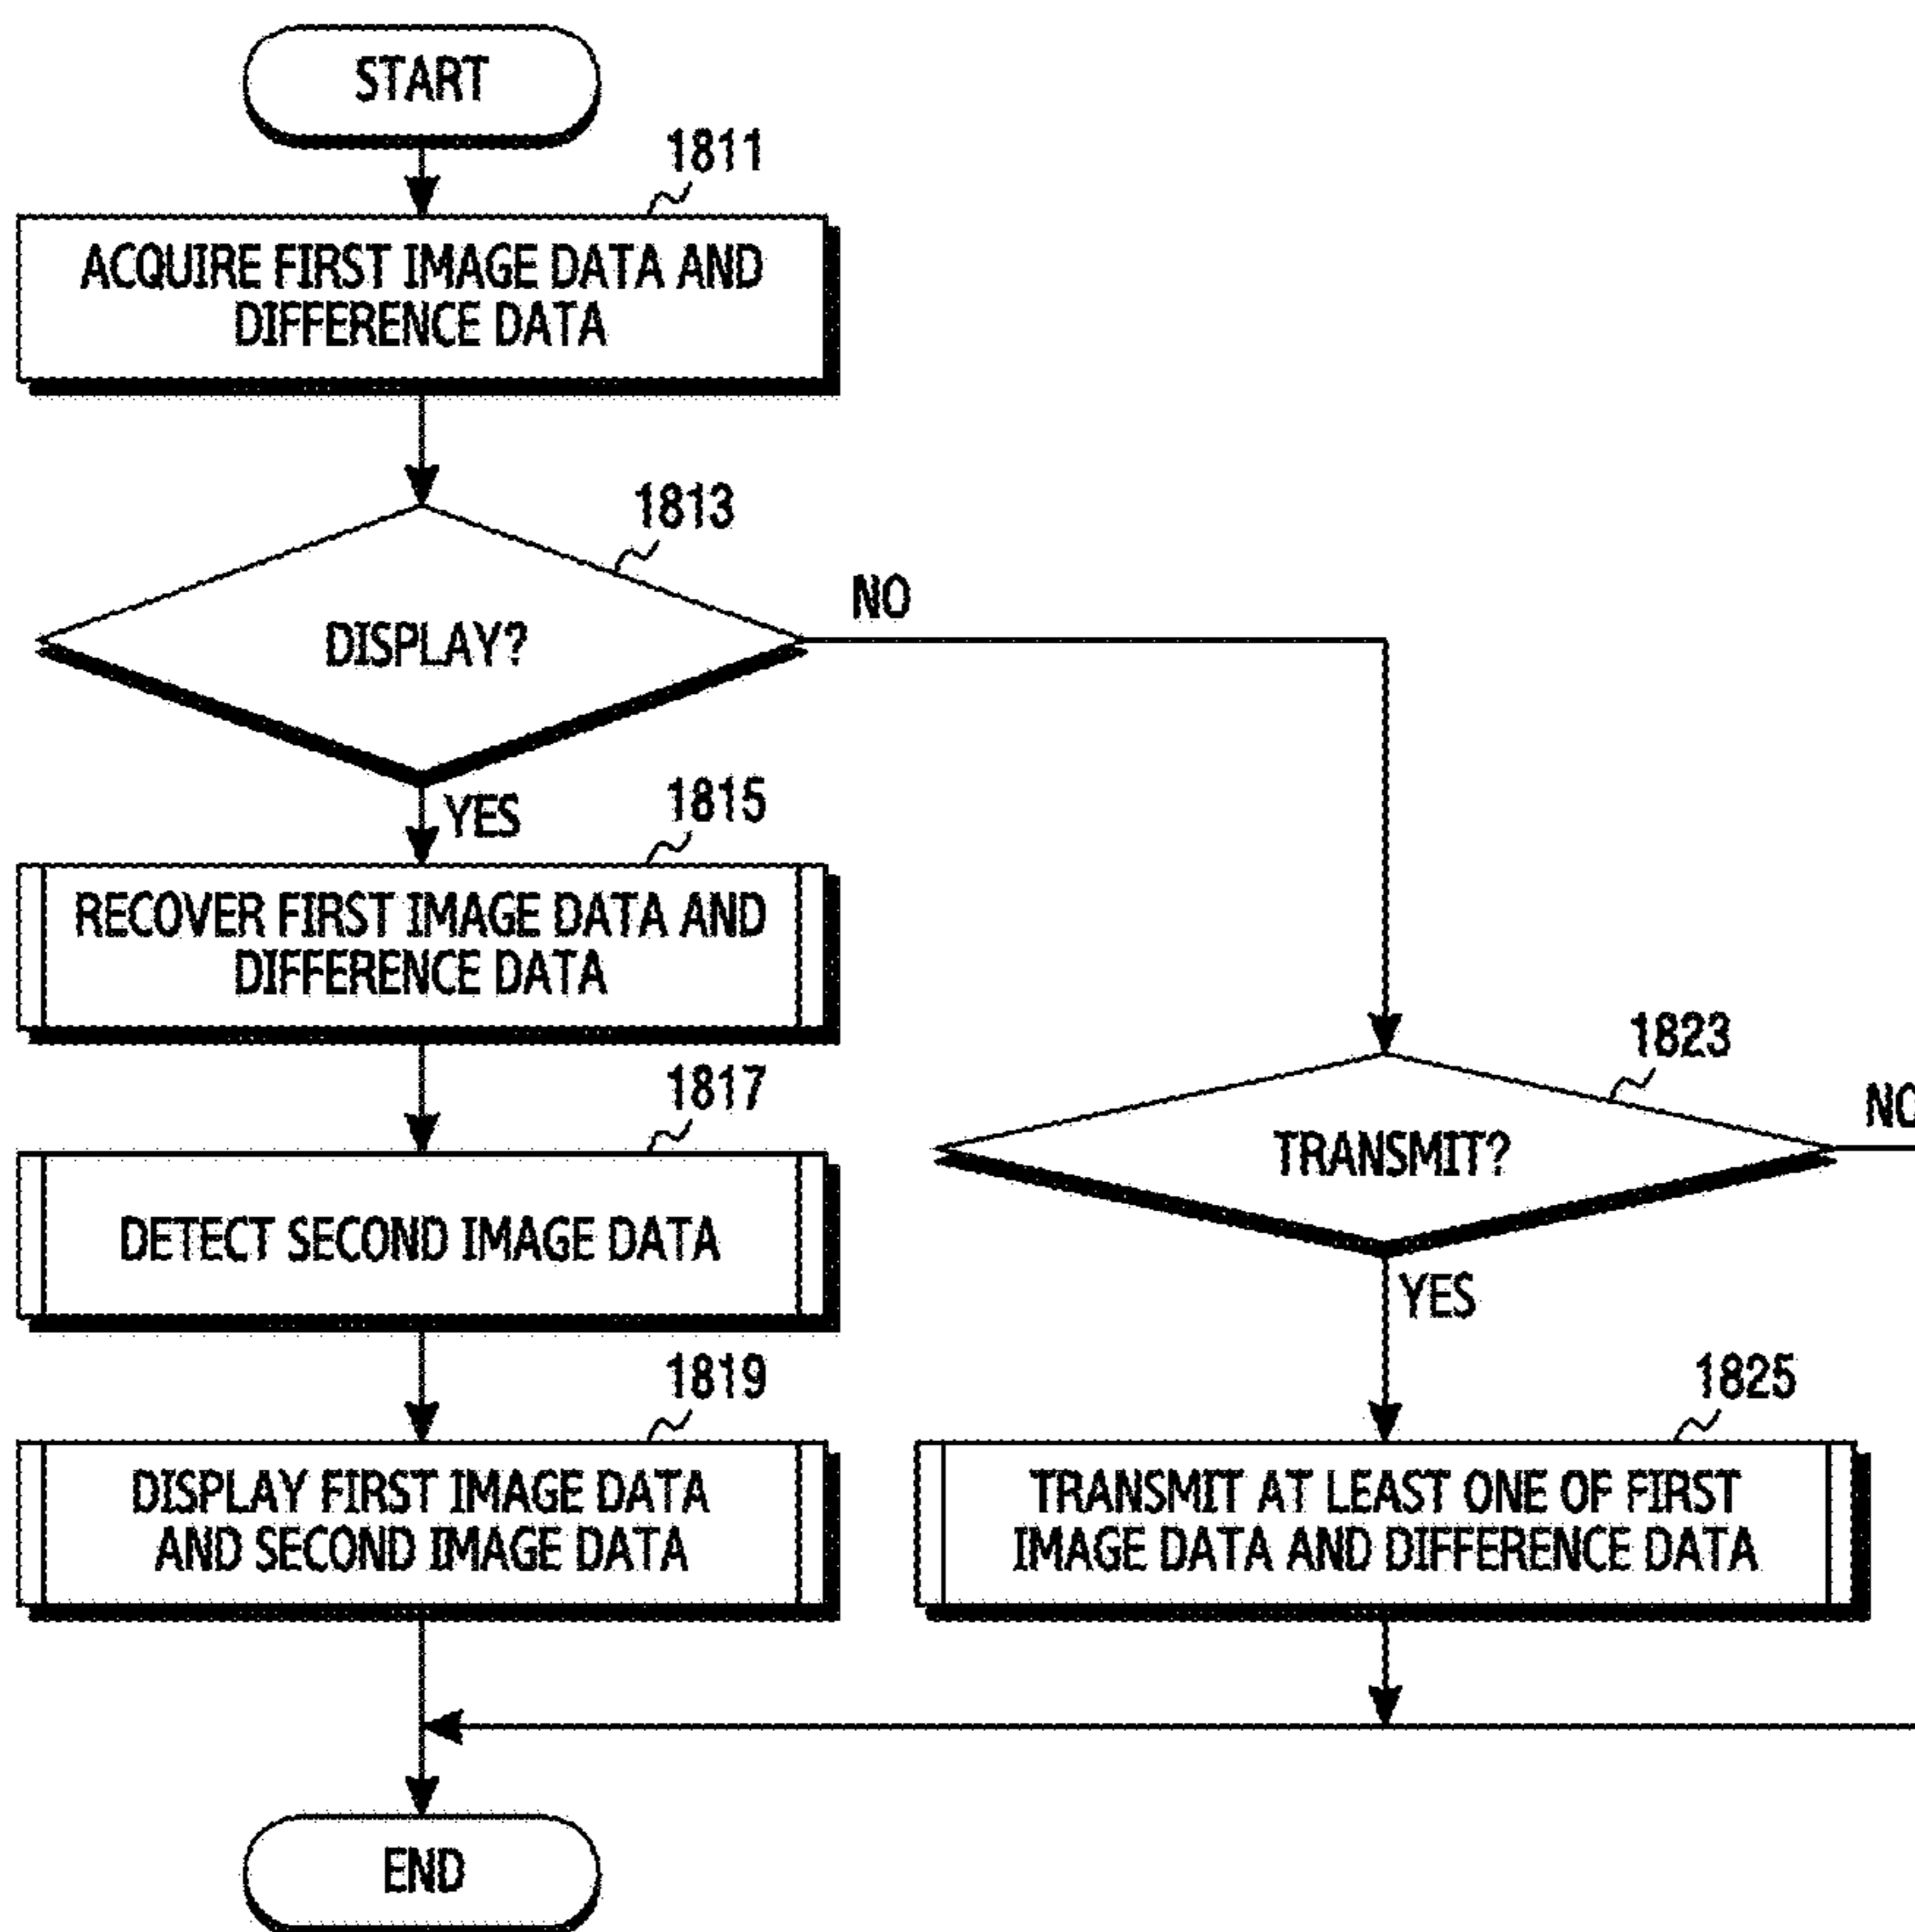 START
1811
ACQUIRE FIRST IMAGE DATA AND
DIFFERENCE DATA
1813
DISPLAY?
NO
YES
1815
RECOVER FIRST IMAGE DATA AND
DIFFERENCE DATA
1817
DETECT SECOND IMAGE DATA
1819
DISPLAY FIRST IMAGE DATA
AND SECOND IMAGE DATA
1823
TRANSMIT?
NO
YES
1825
TRANSMIT AT LEAST ONE OF FIRST
IMAGE DATA AND DIFFERENCE DATA
END